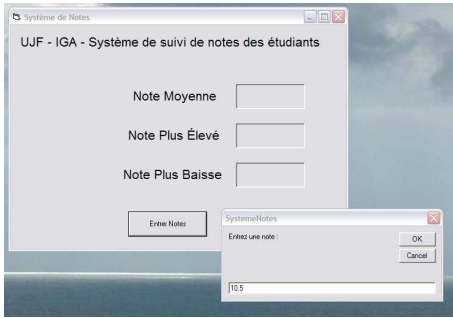 Système de Notes
UJF - IGA - Système de suivi de notes des étudiants
Note Moyenne
Note Plus Élevé
Note Plus Baisse
Entrer Notes
SystemeNotes
Entrez une note :
OK
Cancel
10,5